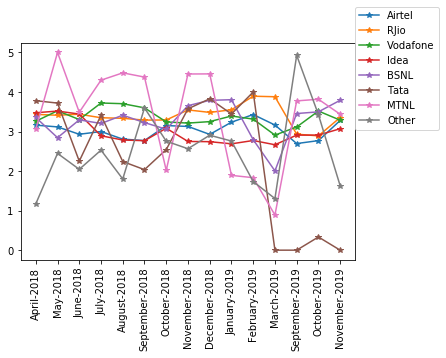 Airtel
RJio
Vodafone
Idea
BSNL
Tata
MTNL
Other
5
4
3
2
1
0
April-2018
May-2018
June-2018
July-2018
August-2018
September-2018
October-2018
November-2018
December-2018
January-2019
February-2019
March-2019
September-2019
October-2019
November-2019